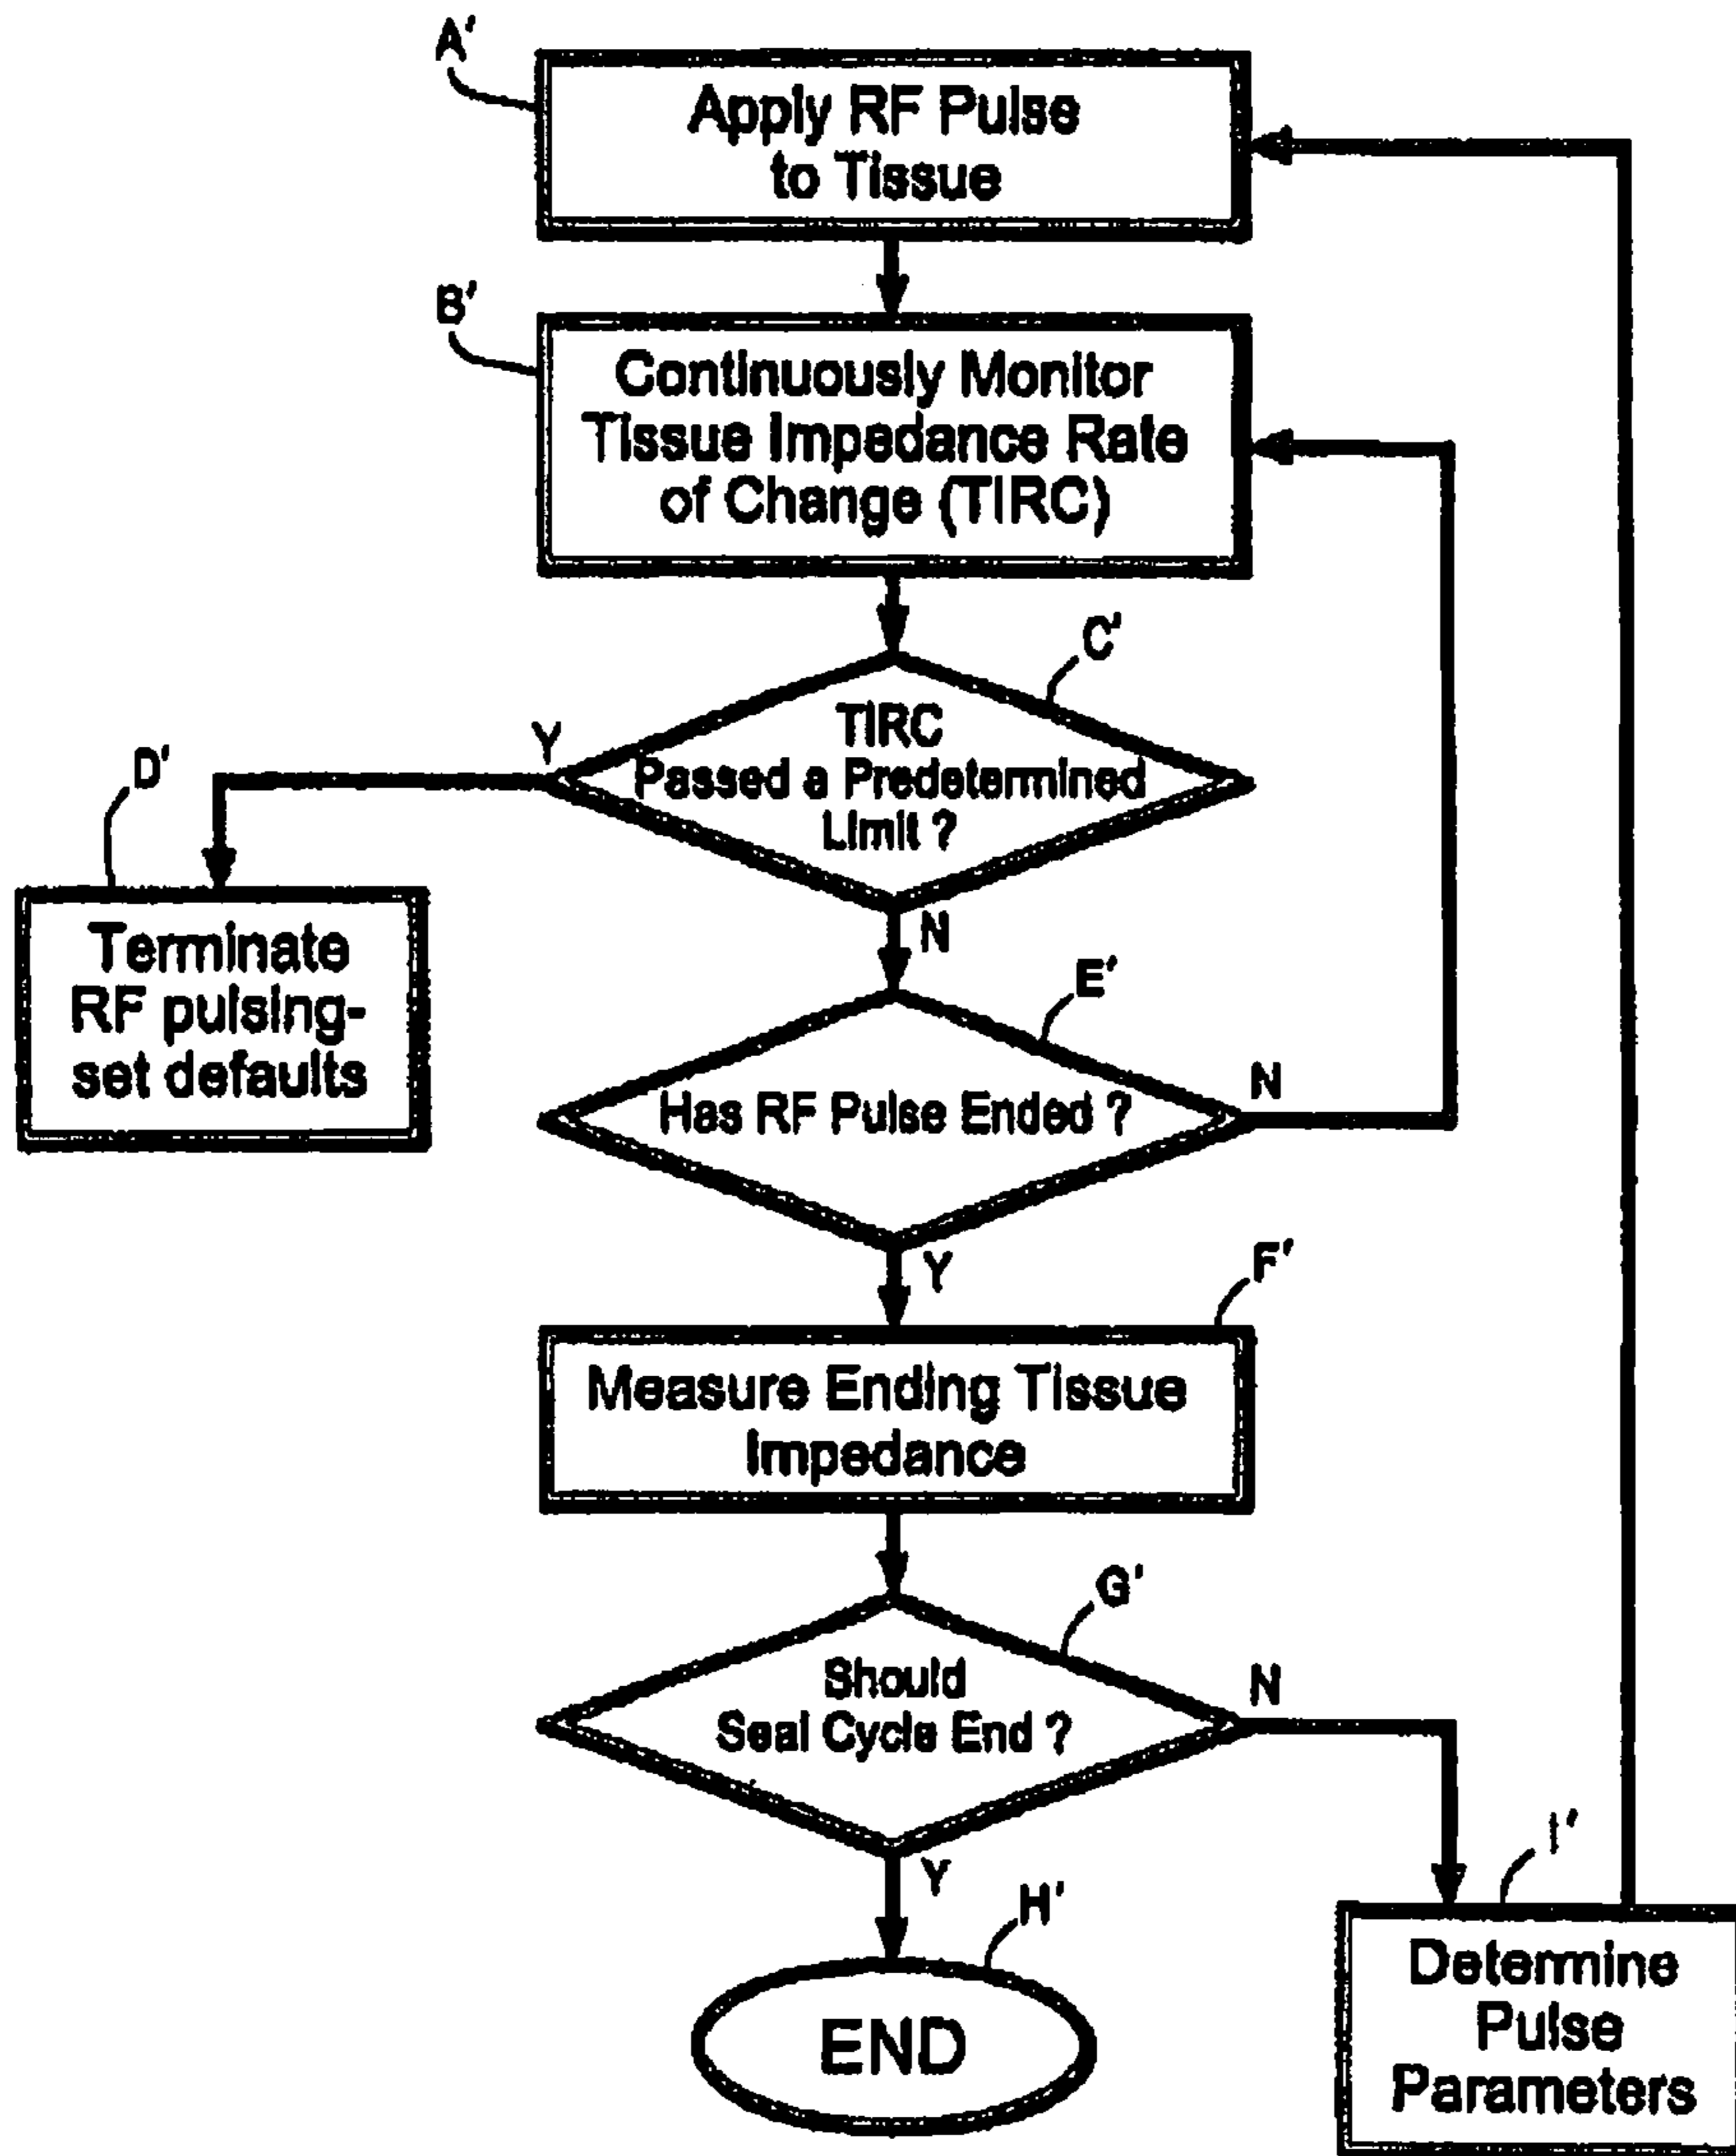 A'
Apply RF Pulse
to Tissue
B'
Continuously Monitor
Tissue Impedance Rate
of Change (TIRC)
C'
TIRC
Passed a Predetermined
Limit ?
Y
N
D'
Terminate
RF pulsing-
set defaults
E'
Has RF Pulse Ended ?
N
Y
F'
Measure Ending Tissue
Impedance
G'
Should
Seal Cycle End ?
N
Y
H'
END
I'
Determine
Pulse
Parameters